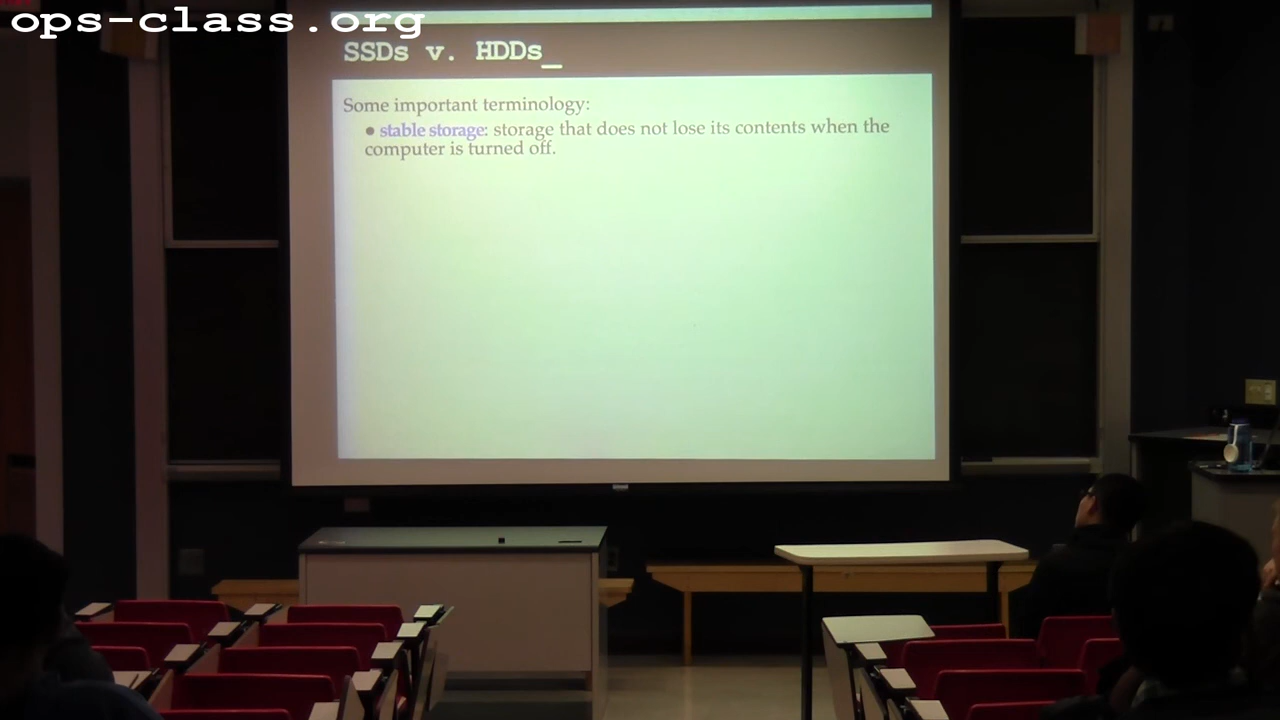 ops-class.org
SSDs v. HDDs_
Some important terminology:
● stable storage: storage that does not lose its contents when the
computer is turned off.